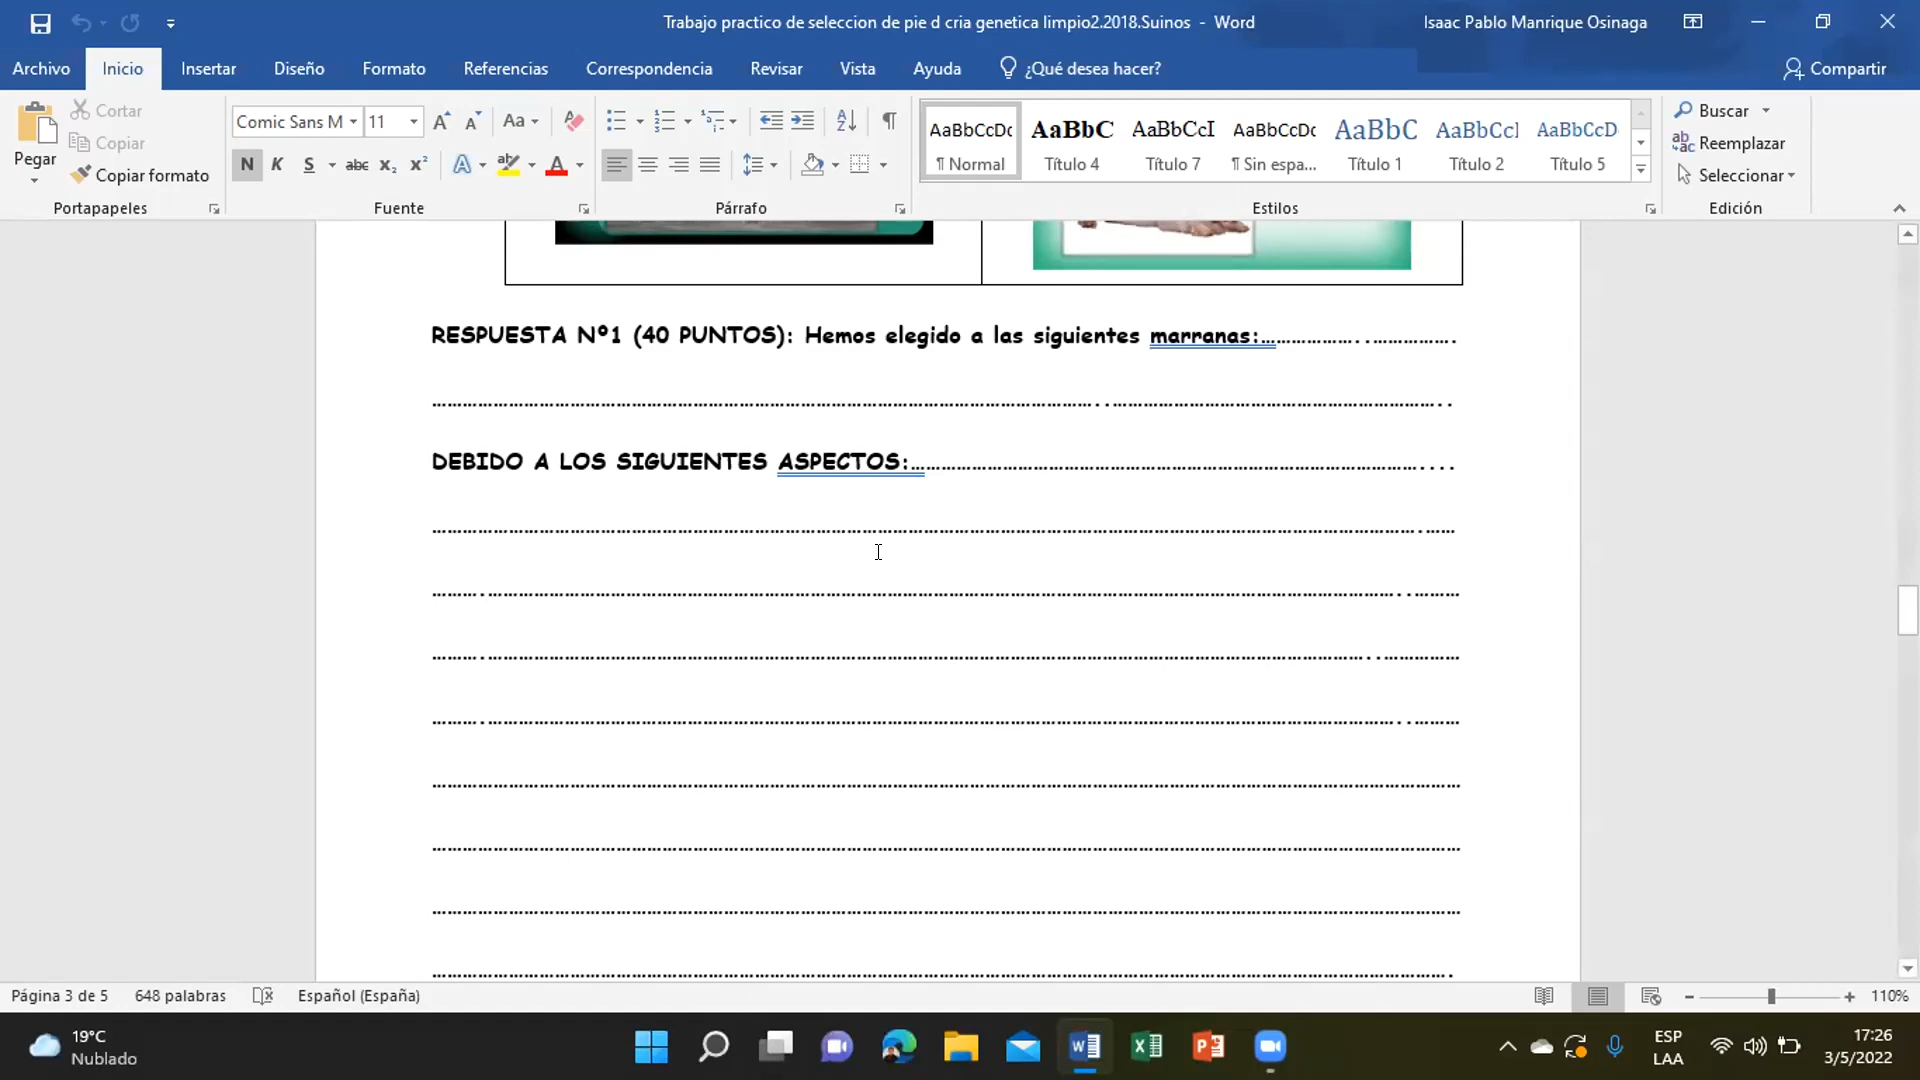 Trabajo practico de seleccion de pie d cria genetica limpio2.2018.Suinos - Word
Isaac Pablo Manrique Osinaga
Archivo Inicio Insertar Diseño Formato Referencias Correspondencia Revisar Vista Ayuda ¿Qué desea hacer? Compartir
Pegar
Cortar
Copiar
Copiar formato
Portapapeles
Comic Sans M 11
N K S abc x₂ x²
Fuente
Párrafo
AaBbCcDc AaBbC AaBbCcI AaBbCcDc AaBbC AaBbCcI AaBbCcD
¶ Normal Título 4 Título 7 ¶ Sin espa... Título 1 Título 2 Título 5
Estilos
Buscar
Reemplazar
Seleccionar
Edición
RESPUESTA Nº1 (40 PUNTOS): Hemos elegido a las siguientes marranas:……………..…………….
……………………………………………………………………..……………………………………………..
DEBIDO A LOS SIGUIENTES ASPECTOS:…………………………………………………………………....
…………………………………………………………………………………………………………….……
…….………………………………………………………………………………………………………..………
…….……………………………………………………………………………………………………..…………
…….………………………………………………………………………………………………………..………
……………………………………………………………………………………………………………………
……………………………………………………………………………………………………………………
……………………………………………………………………………………………………………………
………………………………………………………………………………………………………………….
Página 3 de 5 648 palabras Español (España) 110%
19°C
Nublado
ESP
LAA
17:26
3/5/2022